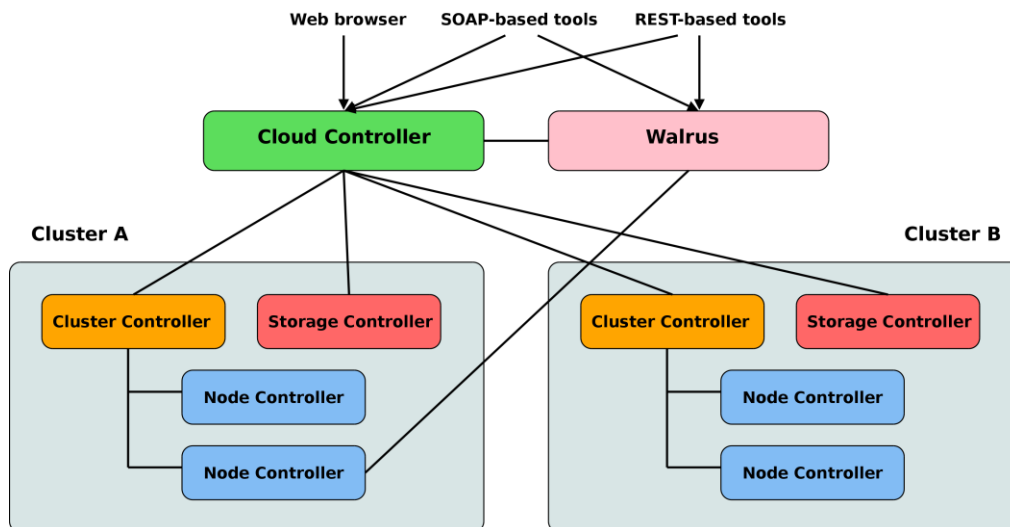 Web browser
SOAP-based tools
REST-based tools
Cloud Controller
Walrus
Cluster A
Cluster B
Cluster Controller
Storage Controller
Cluster Controller
Storage Controller
Node Controller
Node Controller
Node Controller
Node Controller